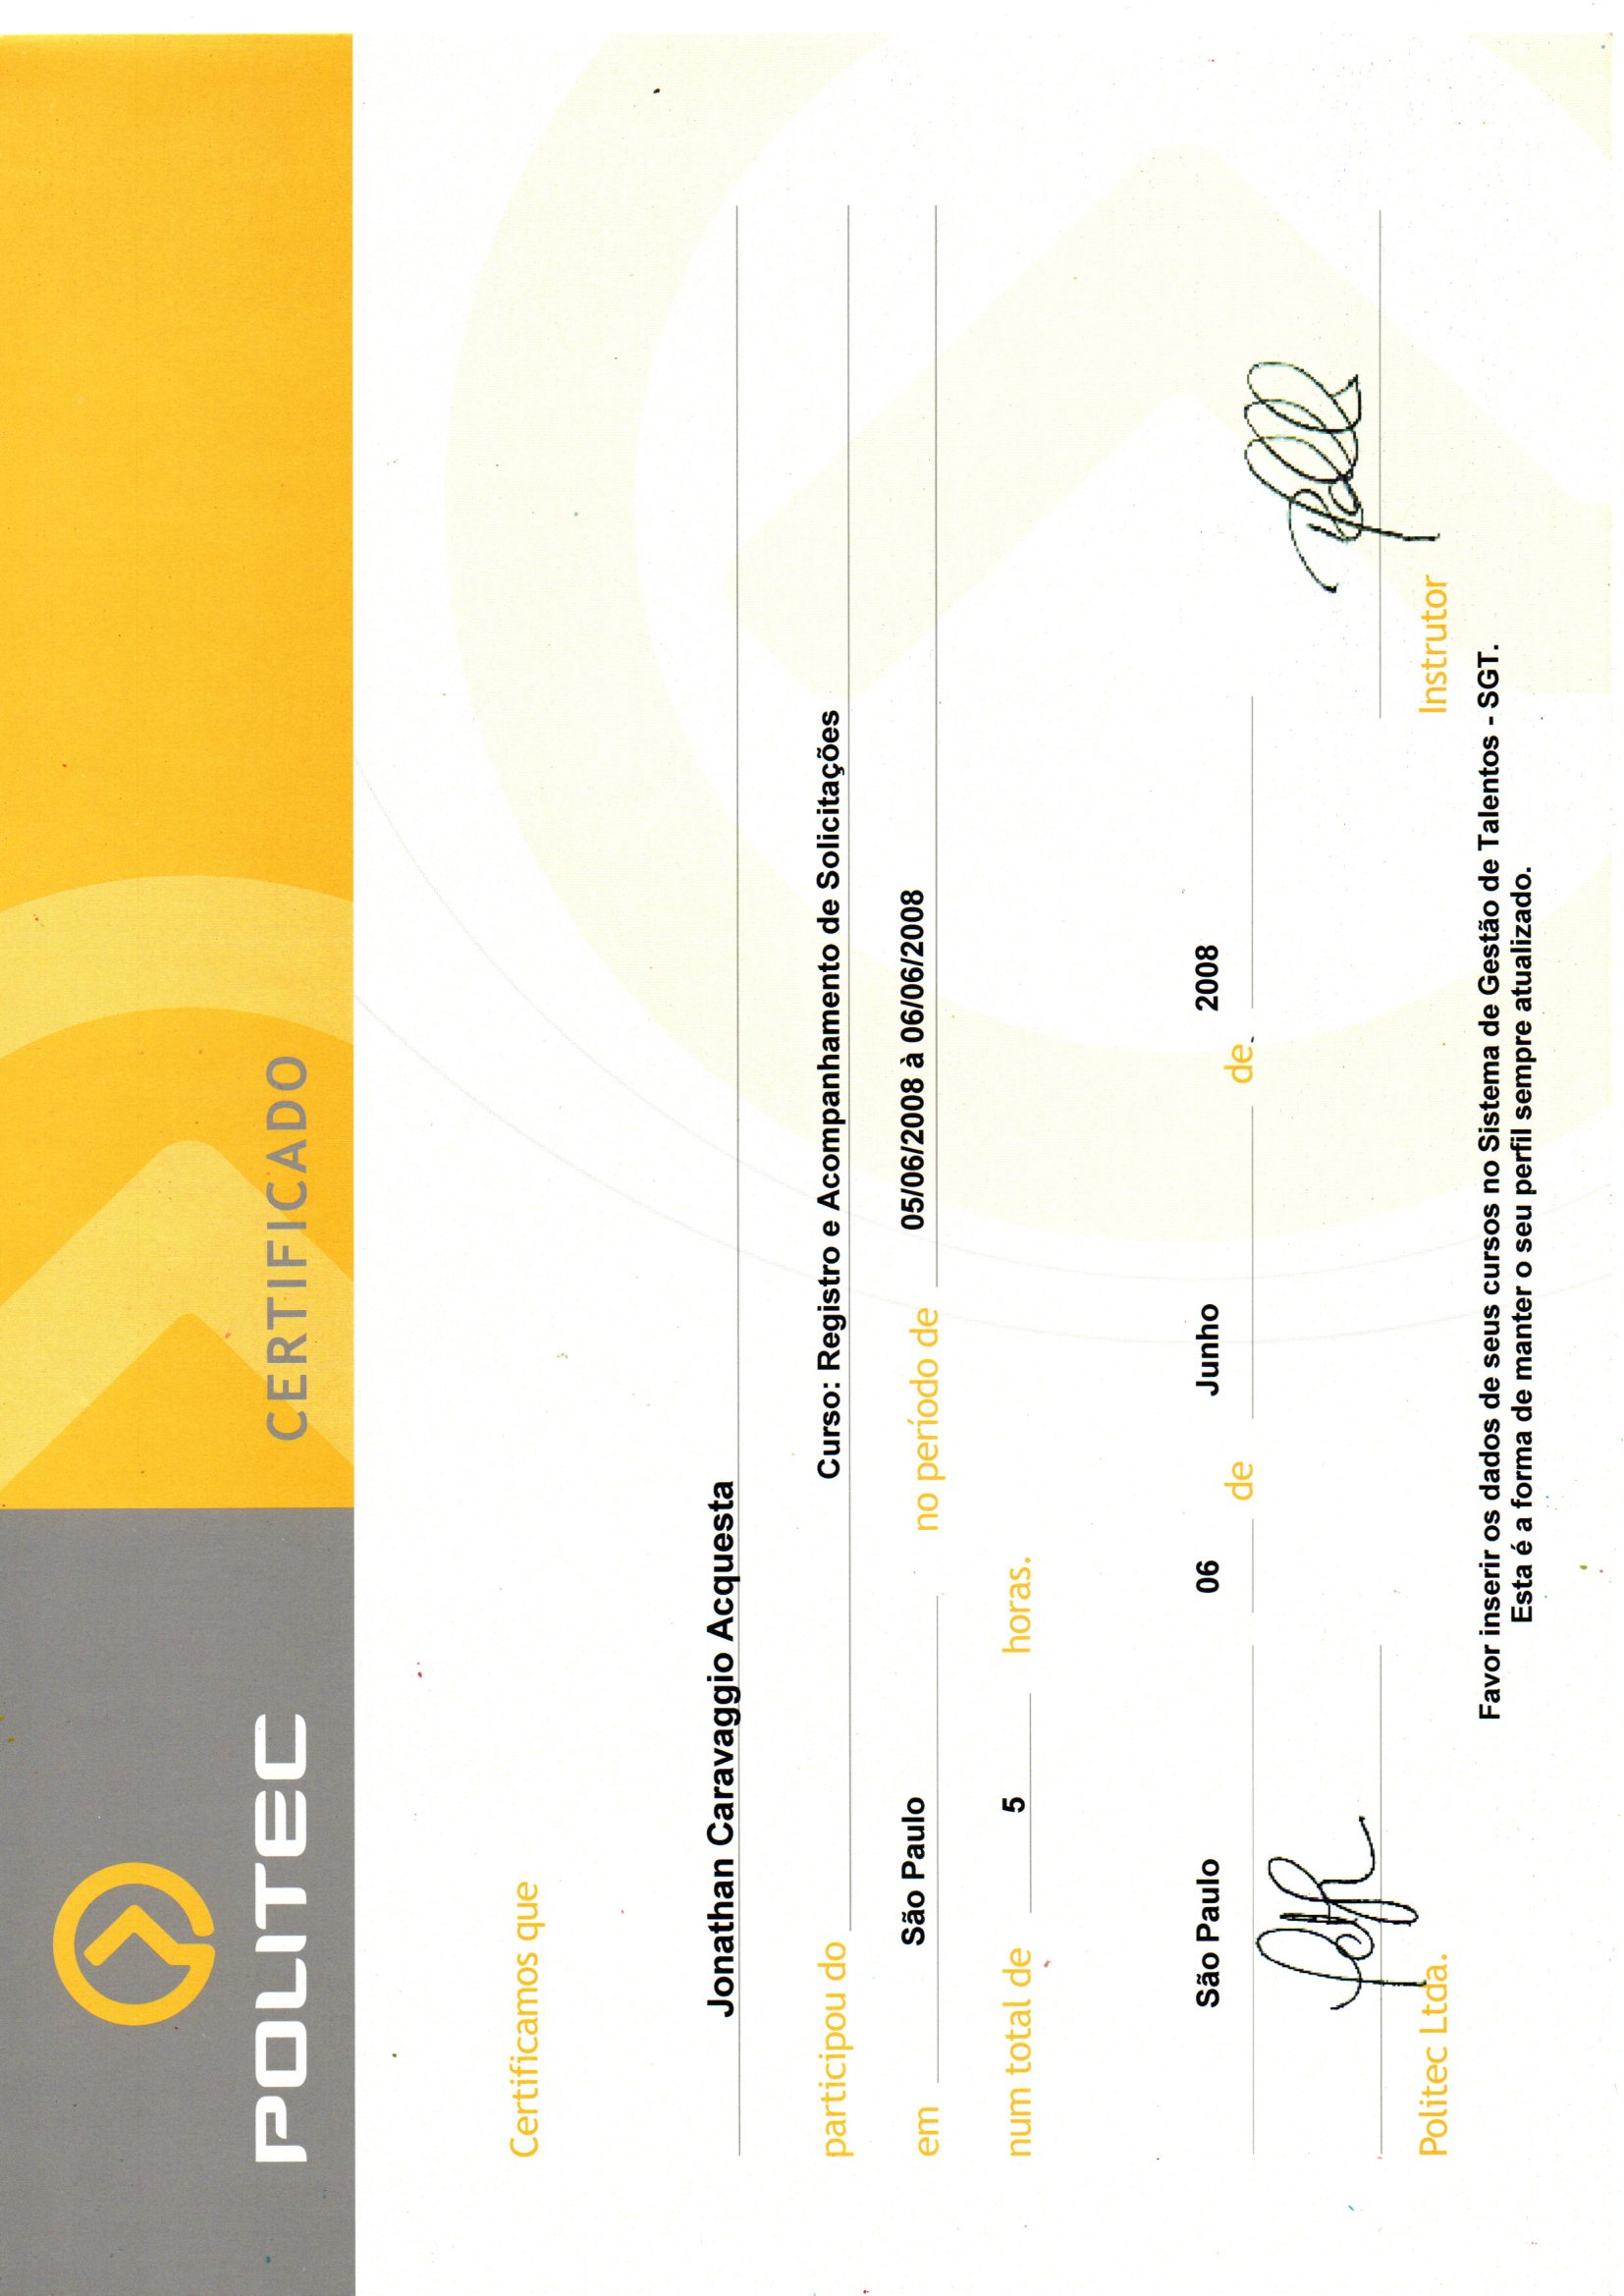 POLITEC
CERTIFICADO
Certificamos que
Jonathan Caravaggio Acquesta
participou do Curso: Registro e Acompanhamento de Solicitações
em São Paulo no período de 05/06/2008 à 06/06/2008
num total de 5 horas.
São Paulo 06 de Junho de 2008
Politec Ltda. Instrutor
Favor inserir os dados de seus cursos no Sistema de Gestão de Talentos - SGT.
Esta é a forma de manter o seu perfil sempre atualizado.